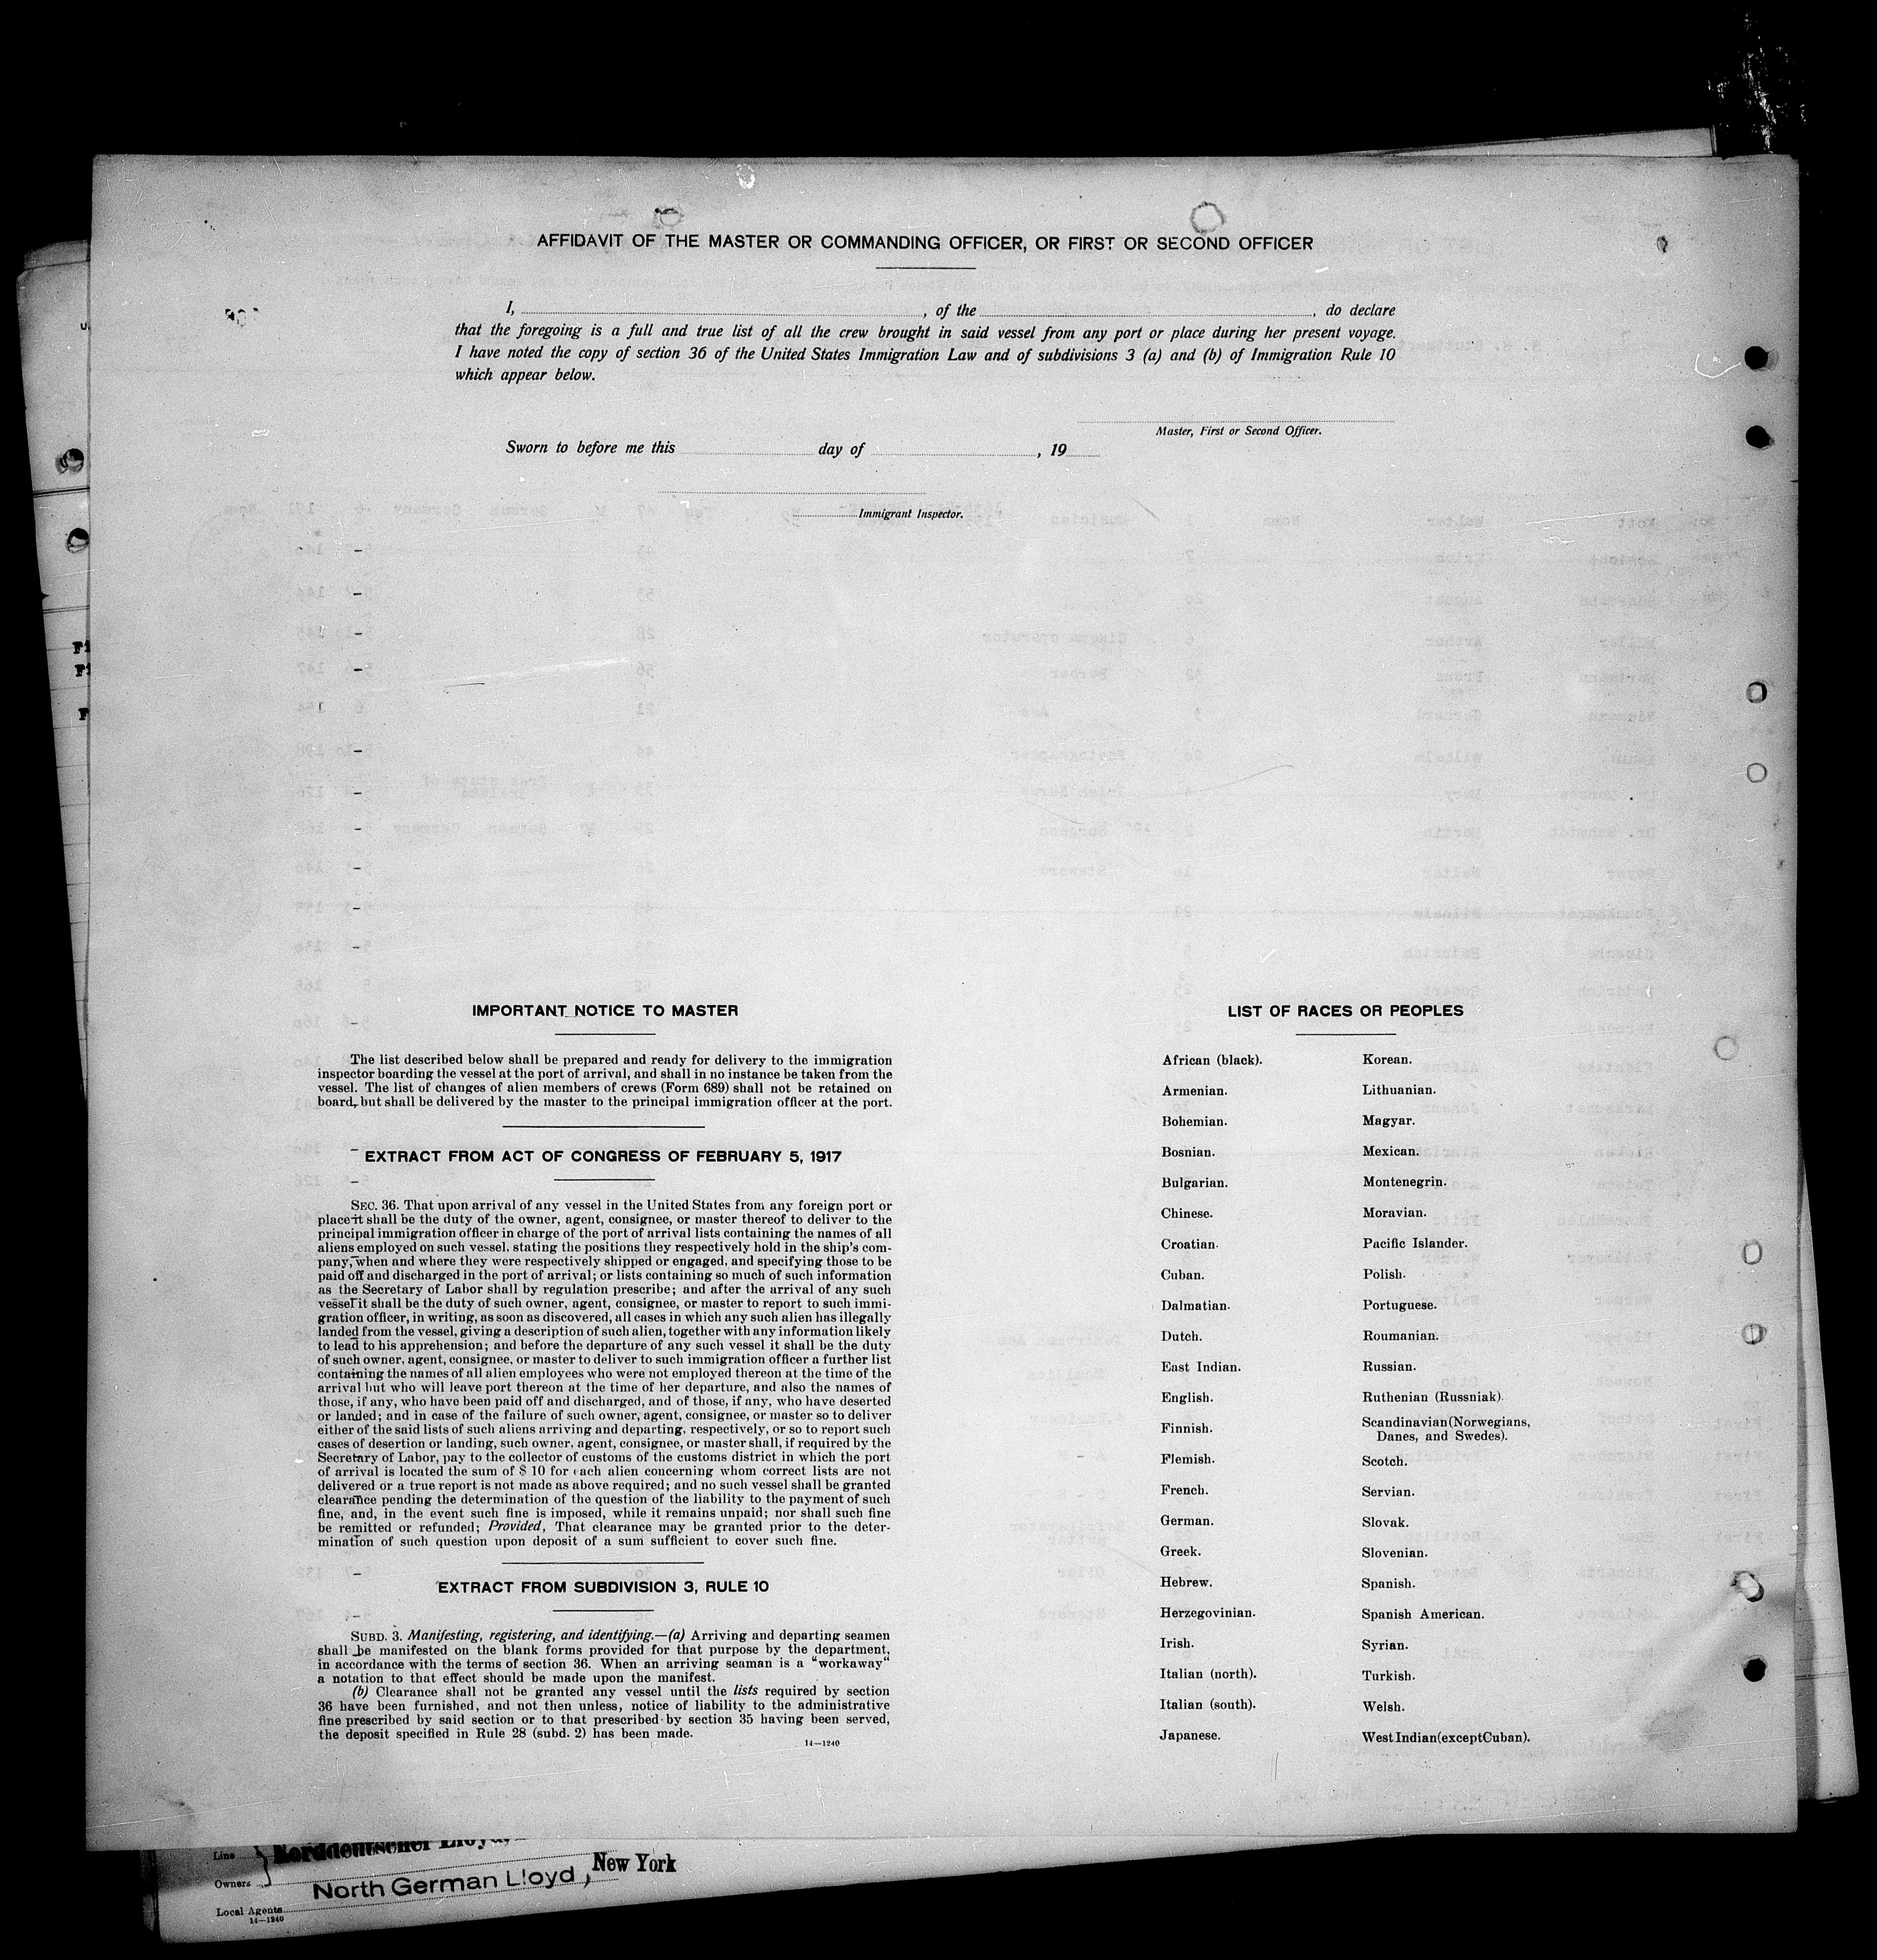 AFFIDAVIT OF THE MASTER OR COMMANDING OFFICER, OR FIRST OR SECOND OFFICER
I, , of the , do declare
that the foregoing is a full and true list of all the crew brought in said vessel from any port or place during her present voyage.
I have noted the copy of section 36 of the United States Immigration Law and of subdivisions 3 (a) and (b) of Immigration Rule 10
which appear below.
Master, First or Second Officer.
Sworn to before me this day of , 19
Immigrant Inspector.
IMPORTANT NOTICE TO MASTER
The list described below shall be prepared and ready for delivery to the immigration
inspector boarding the vessel at the port of arrival, and shall in no instance be taken from the
vessel. The list of changes of alien members of crews (Form 689) shall not be retained on
board, but shall be delivered by the master to the principal immigration officer at the port.
EXTRACT FROM ACT OF CONGRESS OF FEBRUARY 5, 1917
SEC. 36. That upon arrival of any vessel in the United States from any foreign port or
place it shall be the duty of the owner, agent, consignee, or master thereof to deliver to the
principal immigration officer in charge of the port of arrival lists containing the names of all
aliens employed on such vessel, stating the positions they respectively hold in the ship's com-
pany, when and where they were respectively shipped or engaged, and specifying those to be
paid off and discharged in the port of arrival; or lists containing so much of such information
as the Secretary of Labor shall by regulation prescribe; and after the arrival of any such
vessel it shall be the duty of such owner, agent, consignee, or master to report to such immi-
gration officer, in writing, as soon as discovered, all cases in which any such alien has illegally
landed from the vessel, giving a description of such alien, together with any information likely
to lead to his apprehension; and before the departure of any such vessel it shall be the duty
of such owner, agent, consignee, or master to deliver to such immigration officer a further list
containing the names of all alien employees who were not employed thereon at the time of the
arrival but who will leave port thereon at the time of her departure, and also the names of
those, if any, who have been paid off and discharged, and of those, if any, who have deserted
or landed; and in case of the failure of such owner, agent, consignee, or master so to deliver
either of the said lists of such aliens arriving and departing, respectively, or so to report such
cases of desertion or landing, such owner, agent, consignee, or master shall, if required by the
Secretary of Labor, pay to the collector of customs of the customs district in which the port
of arrival is located the sum of $ 10 for each alien concerning whom correct lists are not
delivered or a true report is not made as above required; and no such vessel shall be granted
clearance pending the determination of the question of the liability to the payment of such
fine, and, in the event such fine is imposed, while it remains unpaid; nor shall such fine
be remitted or refunded; Provided, That clearance may be granted prior to the deter-
mination of such question upon deposit of a sum sufficient to cover such fine.
EXTRACT FROM SUBDIVISION 3, RULE 10
SUBD. 3. Manifesting, registering, and identifying.—(a) Arriving and departing seamen
shall be manifested on the blank forms provided for that purpose by the department,
in accordance with the terms of section 36. When an arriving seaman is a "workaway"
a notation to that effect should be made upon the manifest.
(b) Clearance shall not be granted any vessel until the lists required by section
36 have been furnished, and not then unless, notice of liability to the administrative
fine prescribed by said section or to that prescribed by section 35 having been served,
the deposit specified in Rule 28 (subd. 2) has been made.
14—1240
LIST OF RACES OR PEOPLES
African (black).
Armenian.
Bohemian.
Bosnian.
Bulgarian.
Chinese.
Croatian.
Cuban.
Dalmatian.
Dutch.
East Indian.
English.
Finnish.
Flemish.
French.
German.
Greek.
Hebrew.
Herzegovinian.
Irish.
Italian (north).
Italian (south).
Japanese.
Korean.
Lithuanian.
Magyar.
Mexican.
Montenegrin.
Moravian.
Pacific Islander.
Polish.
Portuguese.
Roumanian.
Russian.
Ruthenian (Russniak).
Scandinavian (Norwegians,
Danes, and Swedes).
Scotch.
Servian.
Slovak.
Slovenian.
Spanish.
Spanish American.
Syrian.
Turkish.
Welsh.
West Indian (except Cuban).
Line Norddeutscher Lloyd,
Owners
North German Lloyd, New York
Local Agents
14—1240